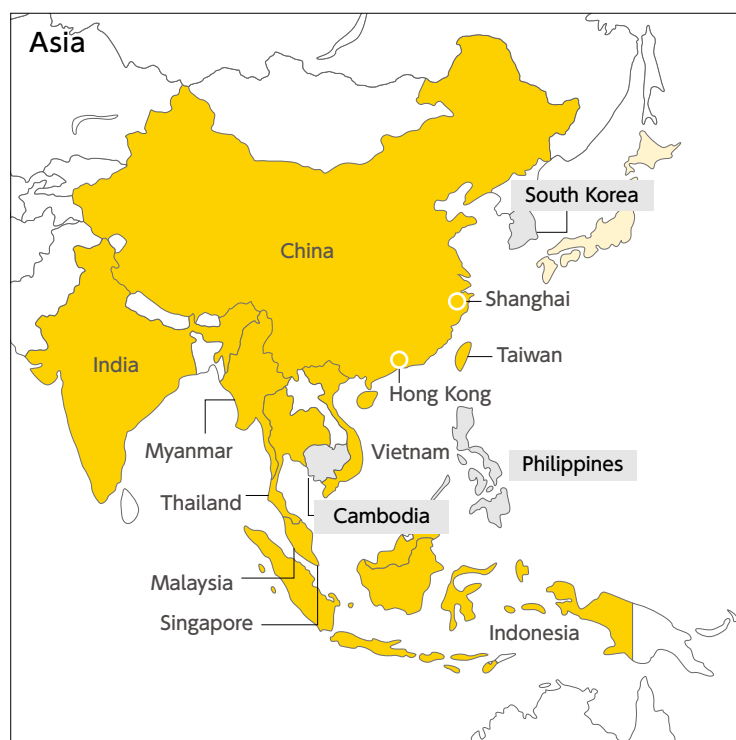 Asia
South Korea
China
Shanghai
Taiwan
India
Hong Kong
Myanmar
Vietnam
Philippines
Thailand
Cambodia
Malaysia
Singapore
Indonesia